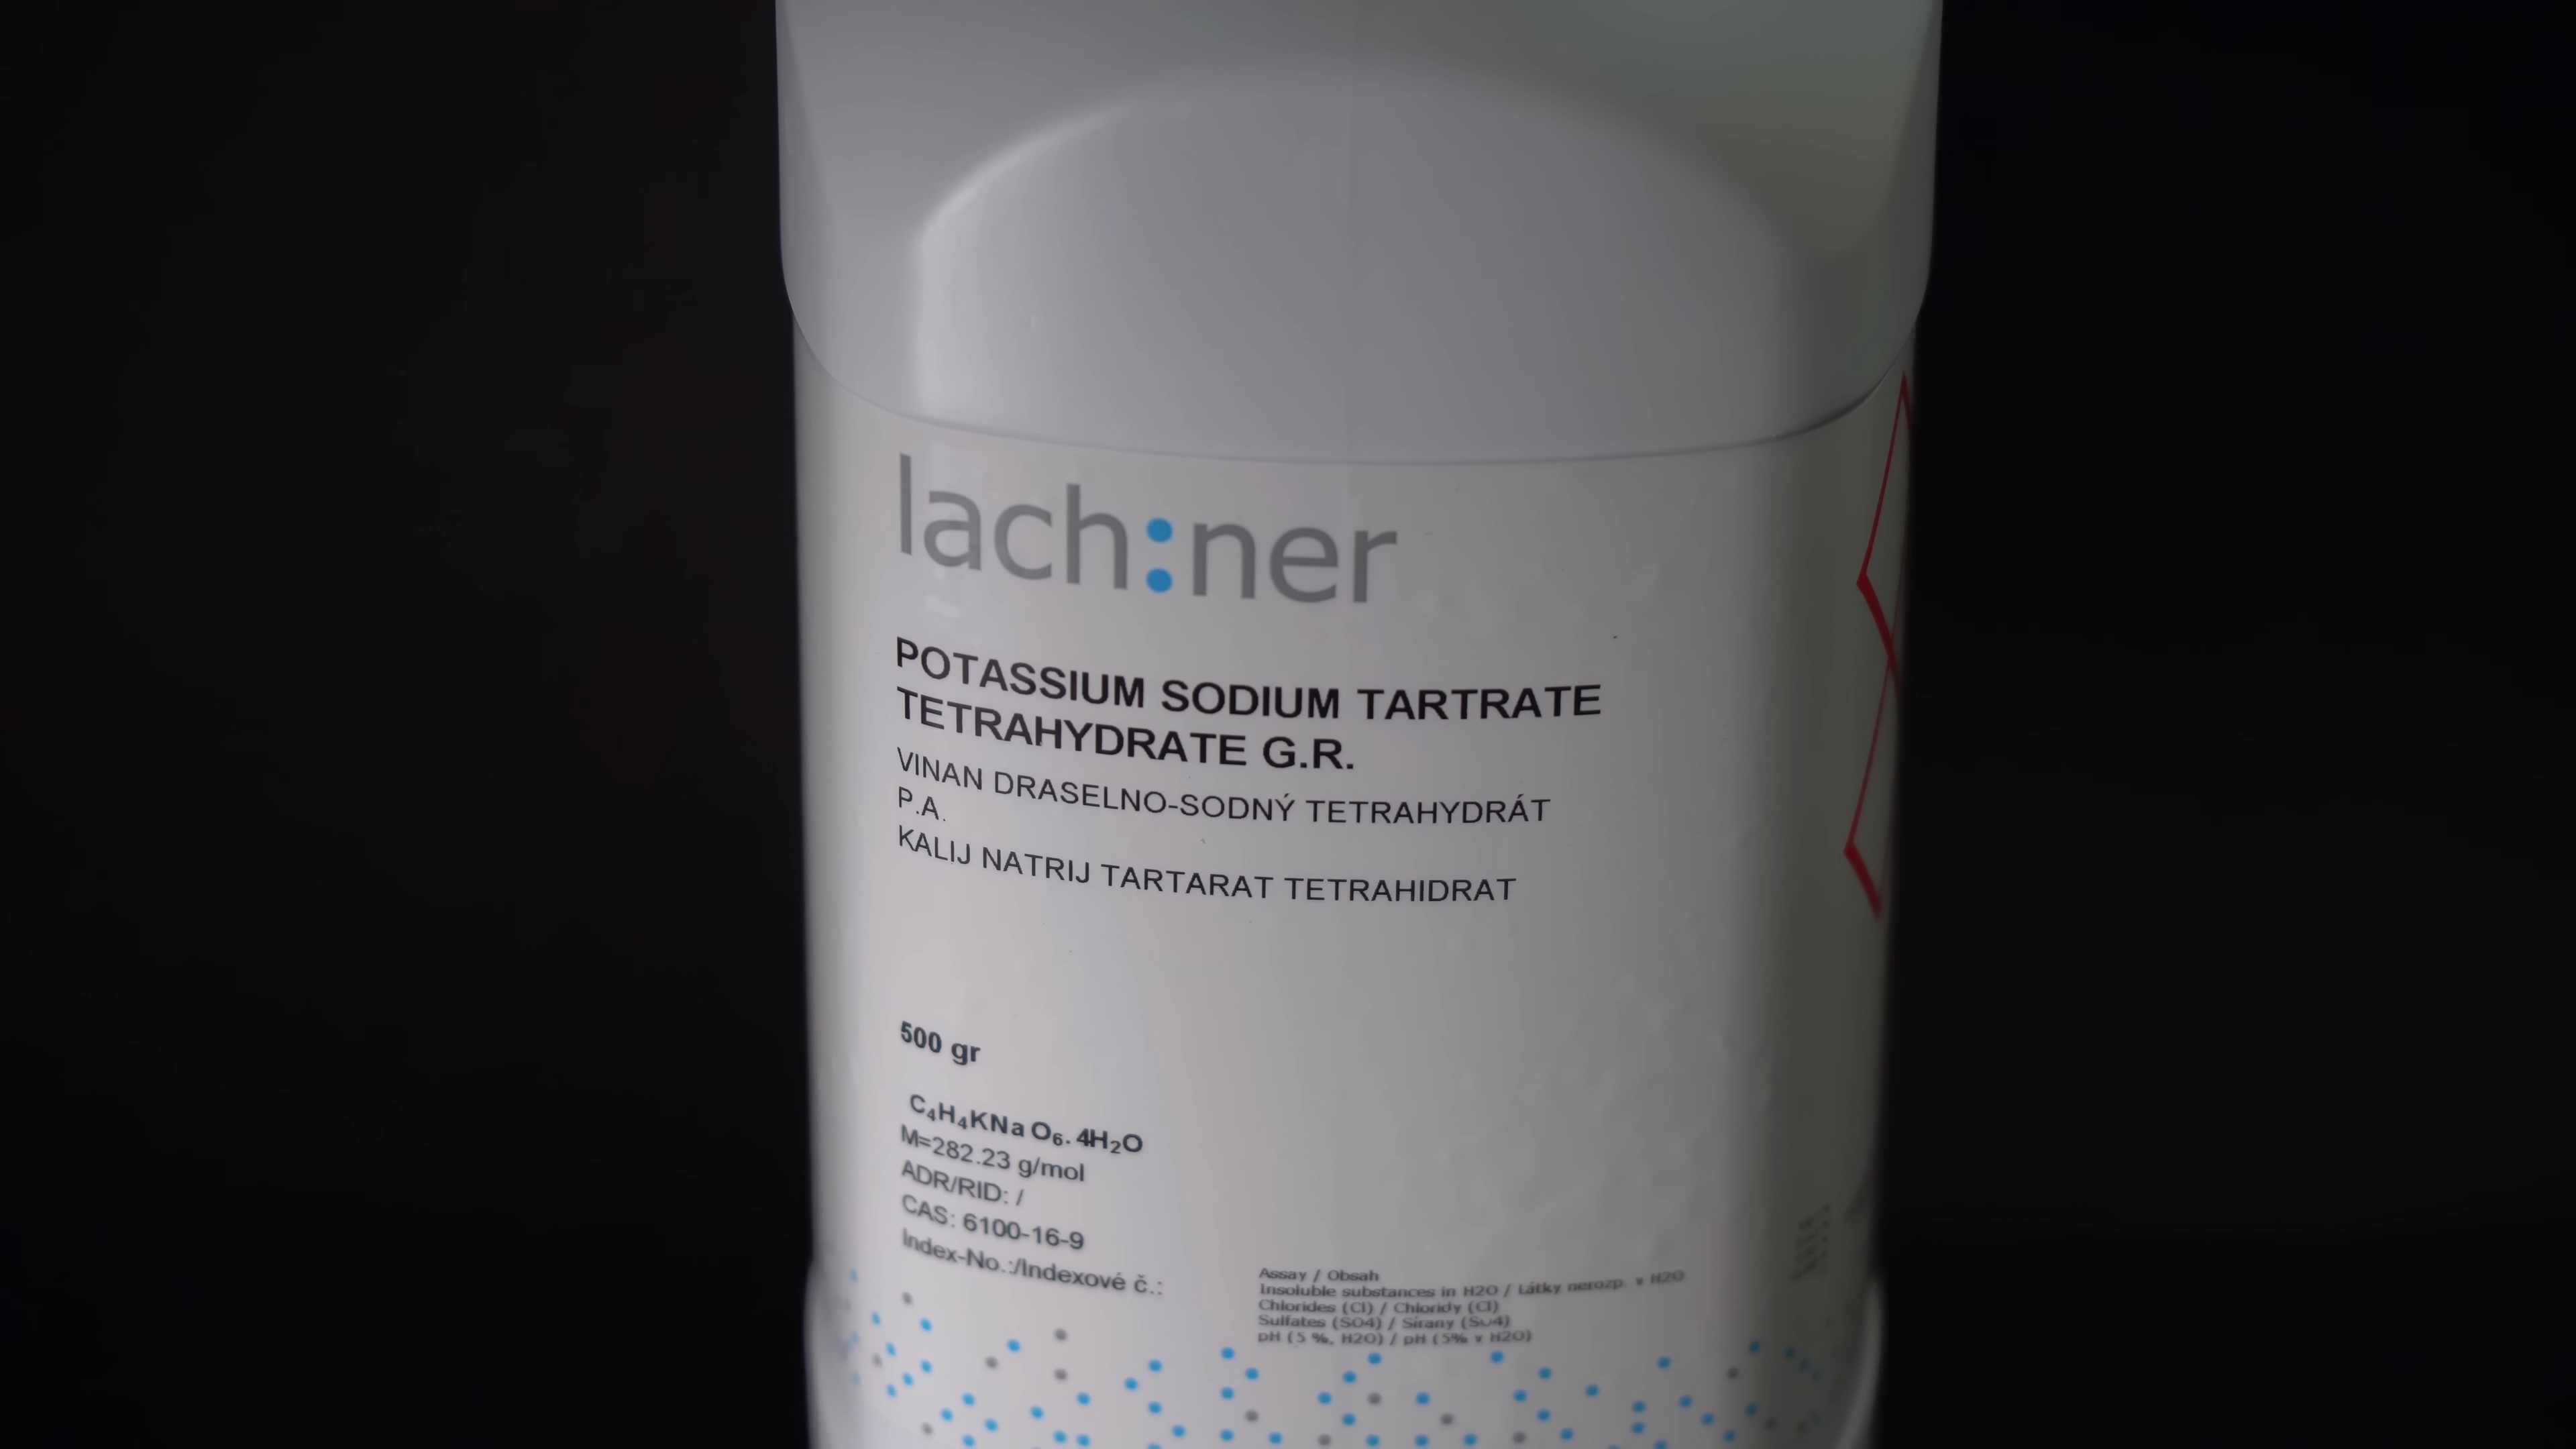 lach:ner
POTASSIUM SODIUM TARTRATE
TETRAHYDRATE G.R.
VINAN DRASELNO-SODNÝ TETRAHYDRÁT
P.A.
KALIJ NATRIJ TARTARAT TETRAHIDRAT
500 gr
C₄H₄KNa O₆. 4H₂O
M=282.23 g/mol
ADR/RID: /
CAS: 6100-16-9
Index-No.:/Indexové č.:
Assay / Obsah
Insoluble substances in H2O / Látky nerozp. v H2O
Chlorides (Cl) / Chloridy (Cl)
Sulfates (SO4) / Sírany (SO4)
pH (5 %, H2O) / pH (5% v H2O)